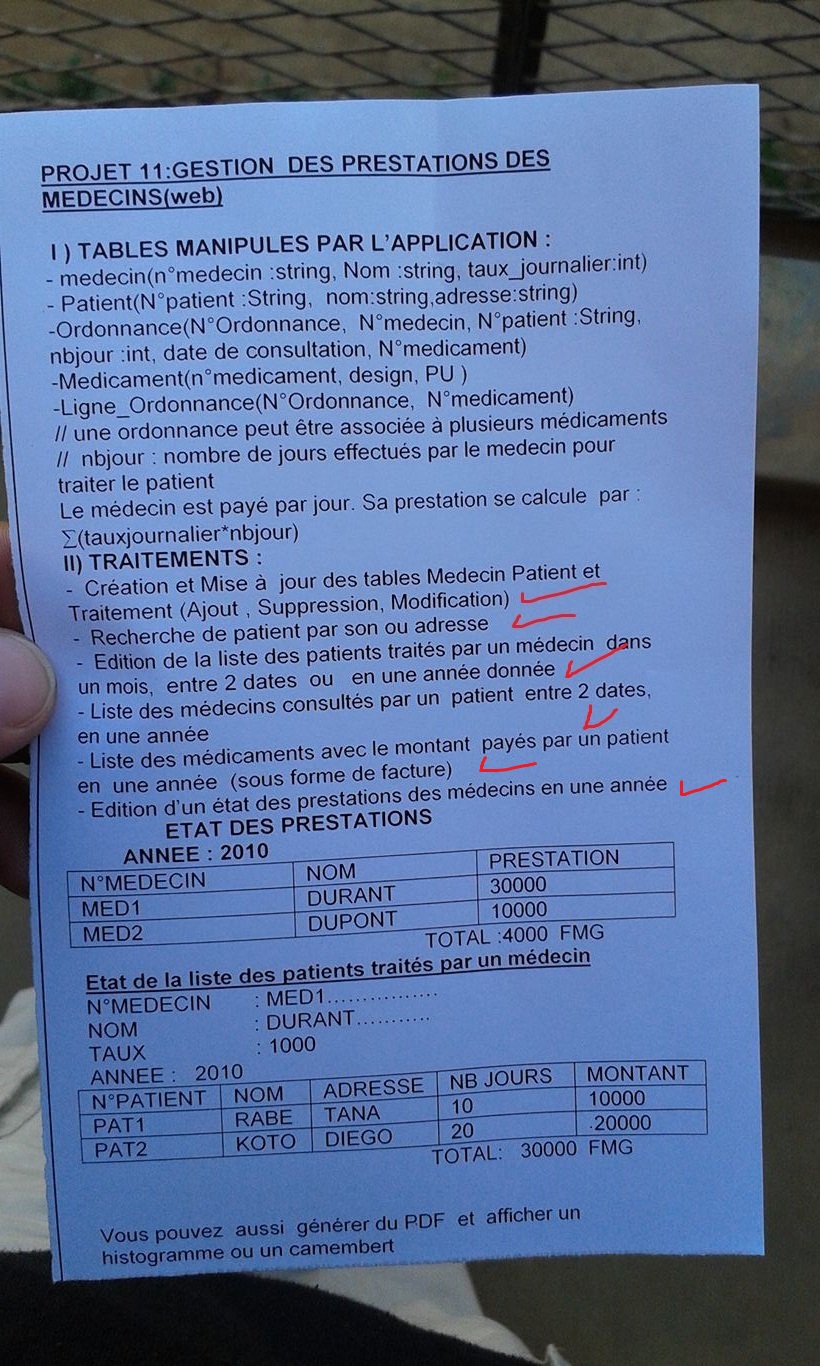 PROJET 11:GESTION DES PRESTATIONS DES
MEDECINS(web)
I ) TABLES MANIPULES PAR L'APPLICATION :
- medecin(n°medecin :string, Nom :string, taux_journalier:int)
- Patient(N°patient :String, nom:string,adresse:string)
-Ordonnance(N°Ordonnance, N°medecin, N°patient :String,
nbjour :int, date de consultation, N°medicament)
-Medicament(n°medicament, design, PU )
-Ligne_Ordonnance(N°Ordonnance, N°medicament)
// une ordonnance peut être associée à plusieurs médicaments
// nbjour : nombre de jours effectués par le medecin pour
traiter le patient
Le médecin est payé par jour. Sa prestation se calcule par :
∑(tauxjournalier*nbjour)
II) TRAITEMENTS :
- Création et Mise à jour des tables Medecin Patient et
Traitement (Ajout , Suppression, Modification)
- Recherche de patient par son ou adresse
- Edition de la liste des patients traités par un médecin dans
un mois, entre 2 dates ou en une année donnée
- Liste des médecins consultés par un patient entre 2 dates,
en une année
- Liste des médicaments avec le montant payés par un patient
en une année (sous forme de facture)
- Edition d'un état des prestations des médecins en une année
ETAT DES PRESTATIONS
ANNEE : 2010
N°MEDECIN NOM PRESTATION
MED1 DURANT 30000
MED2 DUPONT 10000
TOTAL :4000 FMG
Etat de la liste des patients traités par un médecin
N°MEDECIN : MED1................
NOM : DURANT...........
TAUX : 1000
ANNEE : 2010
N°PATIENT NOM ADRESSE NB JOURS MONTANT
PAT1 RABE TANA 10 10000
PAT2 KOTO DIEGO 20 20000
TOTAL: 30000 FMG
Vous pouvez aussi générer du PDF et afficher un
histogramme ou un camembert